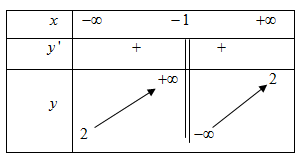 x −∞ −1 +∞
y' + +
+∞ 2
y
2 −∞